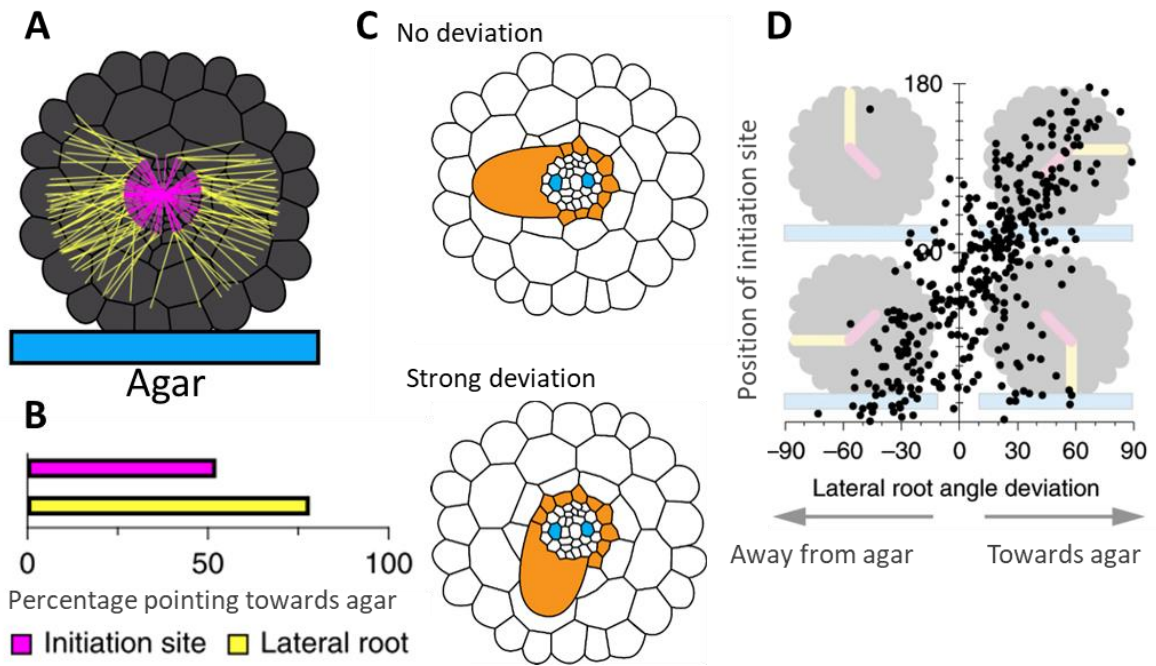 A
Agar
B
0
50
100
Percentage pointing towards agar
Initiation site
Lateral root
C
No deviation
Strong deviation
D
180
90
Position of initiation site
–90
–60
–30
0
30
60
90
Lateral root angle deviation
Away from agar
Towards agar